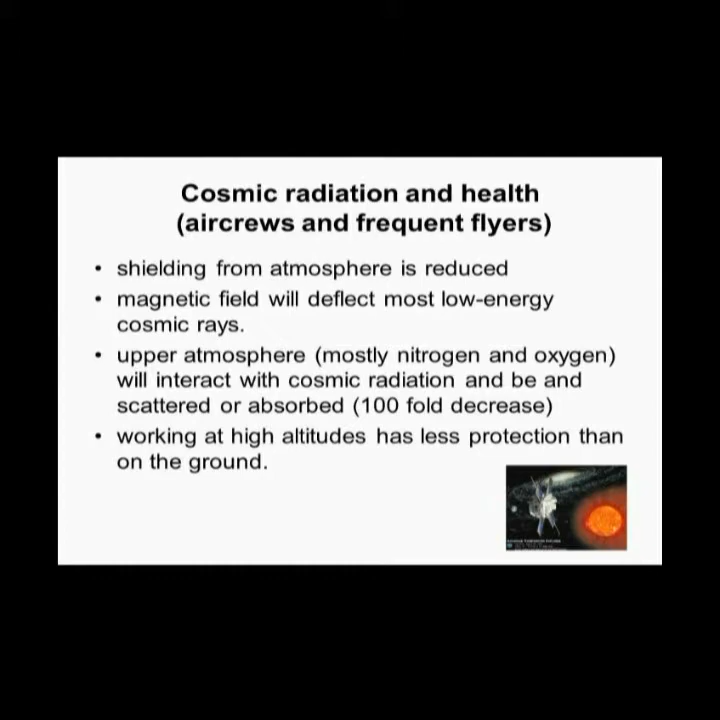 Cosmic radiation and health
(aircrews and frequent flyers)
• shielding from atmosphere is reduced
• magnetic field will deflect most low-energy
cosmic rays.
• upper atmosphere (mostly nitrogen and oxygen)
will interact with cosmic radiation and be and
scattered or absorbed (100 fold decrease)
• working at high altitudes has less protection than
on the ground.